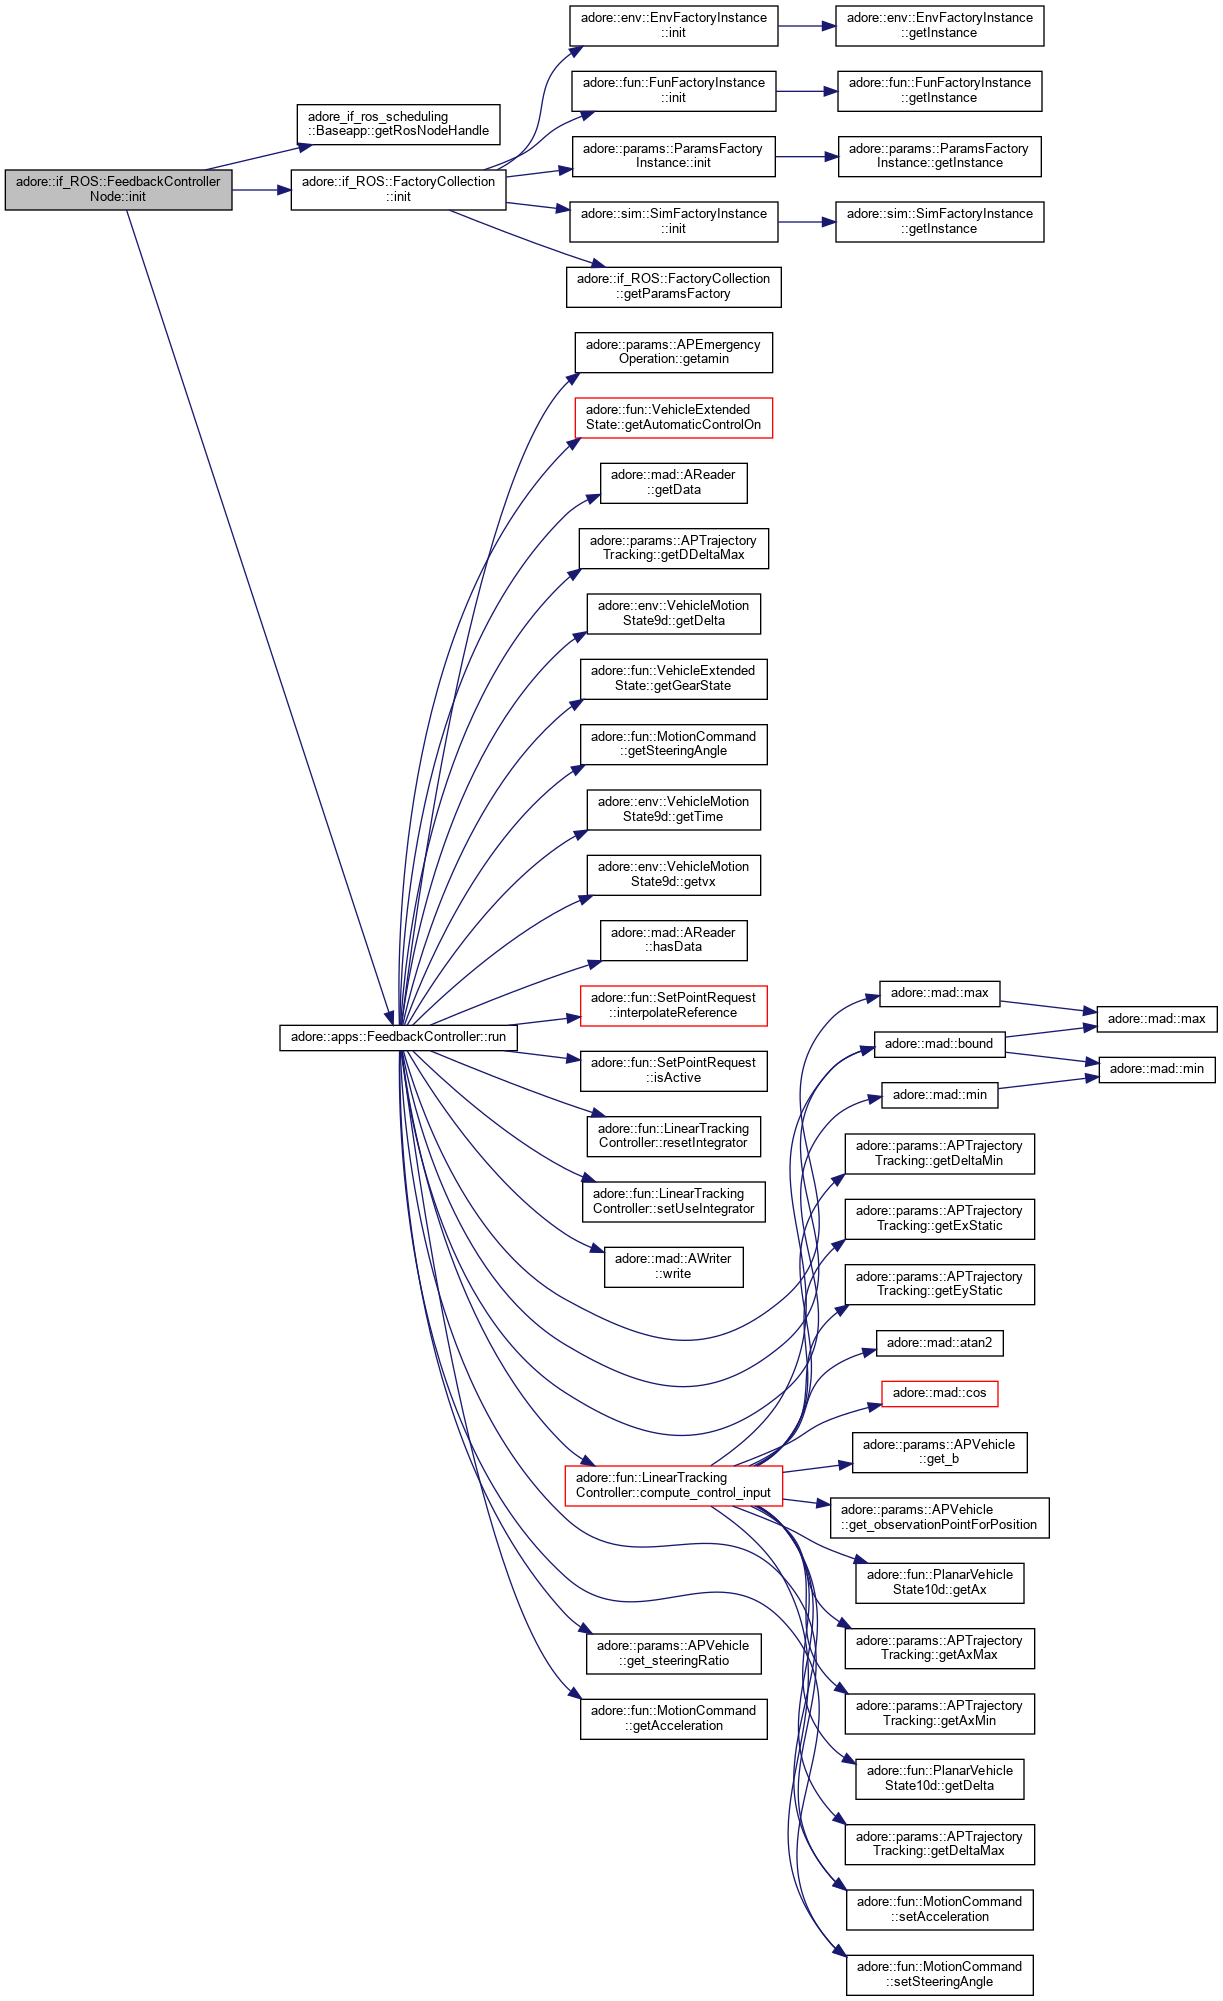 adore::if_ROS::FeedbackController
Node::init
adore_if_ros_scheduling
::Baseapp::getRosNodeHandle
adore::if_ROS::FactoryCollection
::init
adore::env::EnvFactoryInstance
::init
adore::env::EnvFactoryInstance
::getInstance
adore::fun::FunFactoryInstance
::init
adore::fun::FunFactoryInstance
::getInstance
adore::params::ParamsFactory
Instance::init
adore::params::ParamsFactory
Instance::getInstance
adore::sim::SimFactoryInstance
::init
adore::sim::SimFactoryInstance
::getInstance
adore::if_ROS::FactoryCollection
::getParamsFactory
adore::apps::FeedbackController::run
adore::params::APEmergency
Operation::getamin
adore::fun::VehicleExtended
State::getAutomaticControlOn
adore::mad::AReader
::getData
adore::params::APTrajectory
Tracking::getDDeltaMax
adore::env::VehicleMotion
State9d::getDelta
adore::fun::VehicleExtended
State::getGearState
adore::fun::MotionCommand
::getSteeringAngle
adore::env::VehicleMotion
State9d::getTime
adore::env::VehicleMotion
State9d::getvx
adore::mad::AReader
::hasData
adore::fun::SetPointRequest
::interpolateReference
adore::fun::SetPointRequest
::isActive
adore::fun::LinearTracking
Controller::resetIntegrator
adore::fun::LinearTracking
Controller::setUseIntegrator
adore::mad::AWriter
::write
adore::fun::LinearTracking
Controller::compute_control_input
adore::params::APVehicle
::get_steeringRatio
adore::fun::MotionCommand
::getAcceleration
adore::mad::max
adore::mad::bound
adore::mad::min
adore::mad::max
adore::mad::min
adore::params::APTrajectory
Tracking::getDeltaMin
adore::params::APTrajectory
Tracking::getExStatic
adore::params::APTrajectory
Tracking::getEyStatic
adore::mad::atan2
adore::mad::cos
adore::params::APVehicle
::get_b
adore::params::APVehicle
::get_observationPointForPosition
adore::fun::PlanarVehicle
State10d::getAx
adore::params::APTrajectory
Tracking::getAxMax
adore::params::APTrajectory
Tracking::getAxMin
adore::fun::PlanarVehicle
State10d::getDelta
adore::params::APTrajectory
Tracking::getDeltaMax
adore::fun::MotionCommand
::setAcceleration
adore::fun::MotionCommand
::setSteeringAngle